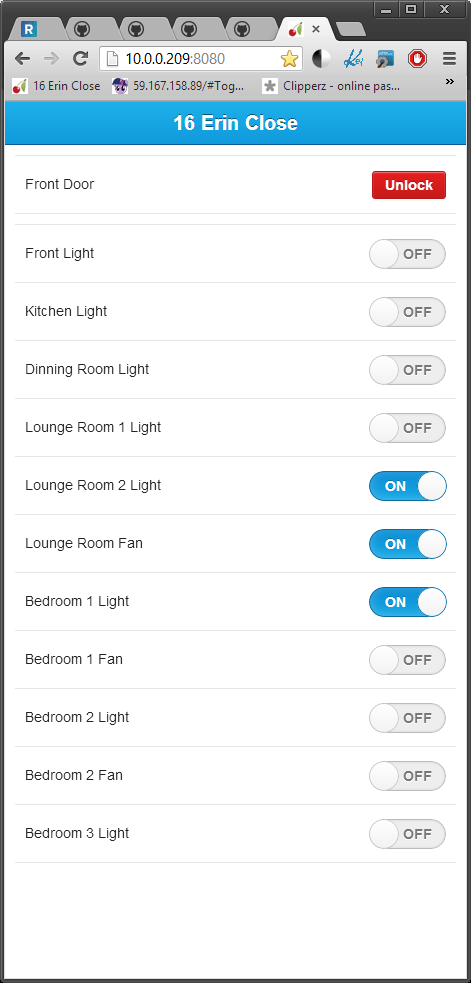 R
10.0.0.209:8080
Key
16 Erin Close
59.167.158.89/#Tog...
Clipperz - online pas...
»
16 Erin Close
Front Door
Unlock
Front Light
OFF
Kitchen Light
OFF
Dinning Room Light
OFF
Lounge Room 1 Light
OFF
Lounge Room 2 Light
ON
Lounge Room Fan
ON
Bedroom 1 Light
ON
Bedroom 1 Fan
OFF
Bedroom 2 Light
OFF
Bedroom 2 Fan
OFF
Bedroom 3 Light
OFF